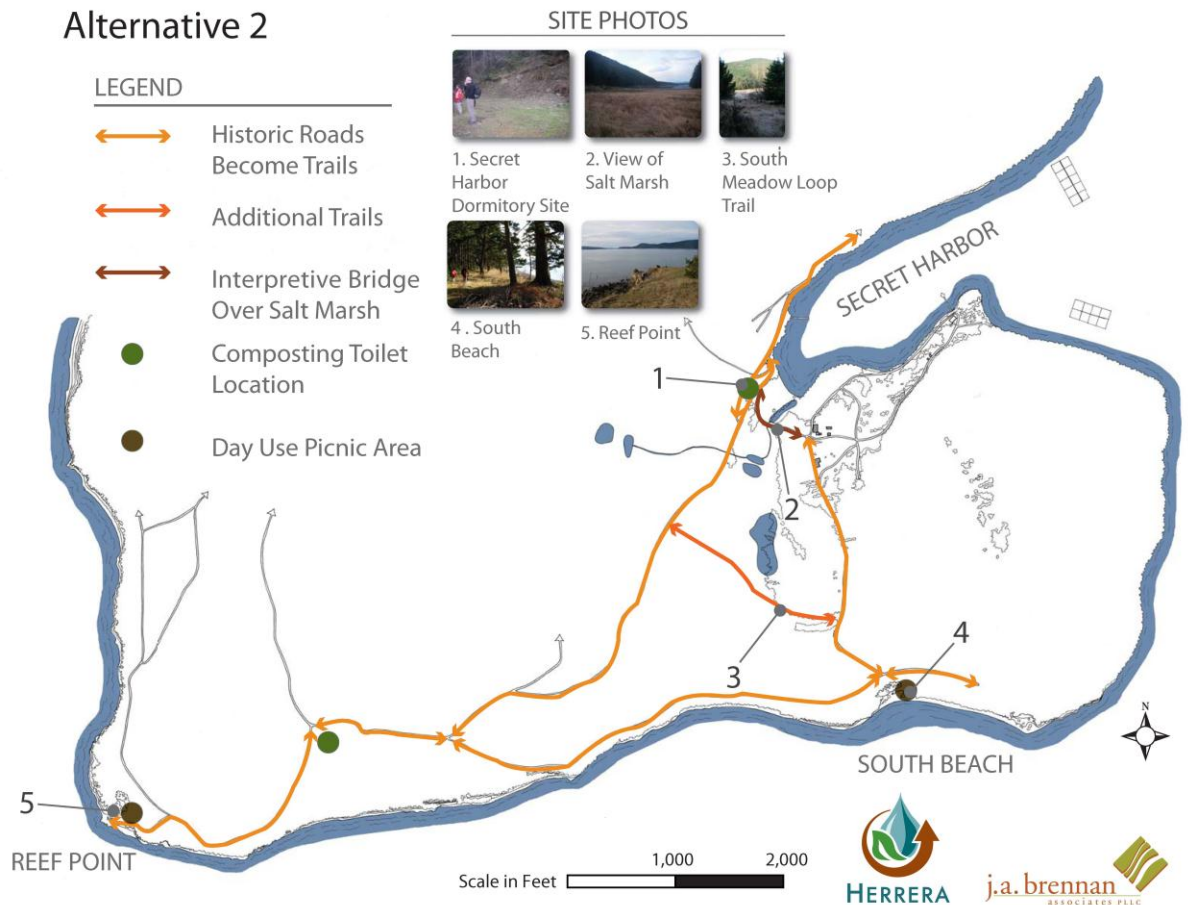 Alternative 2
LEGEND
Historic Roads
Become Trails
Additional Trails
Interpretive Bridge
Over Salt Marsh
Composting Toilet
Location
Day Use Picnic Area
SITE PHOTOS
1. Secret
Harbor
Dormitory Site
2. View of
Salt Marsh
3. South
Meadow Loop
Trail
4 . South
Beach
5. Reef Point
SECRET HARBOR
1
2
3
4
5
N
SOUTH BEACH
REEF POINT
Scale in Feet
1,000
2,000
HERRERA
j.a. brennan
associates PLLC